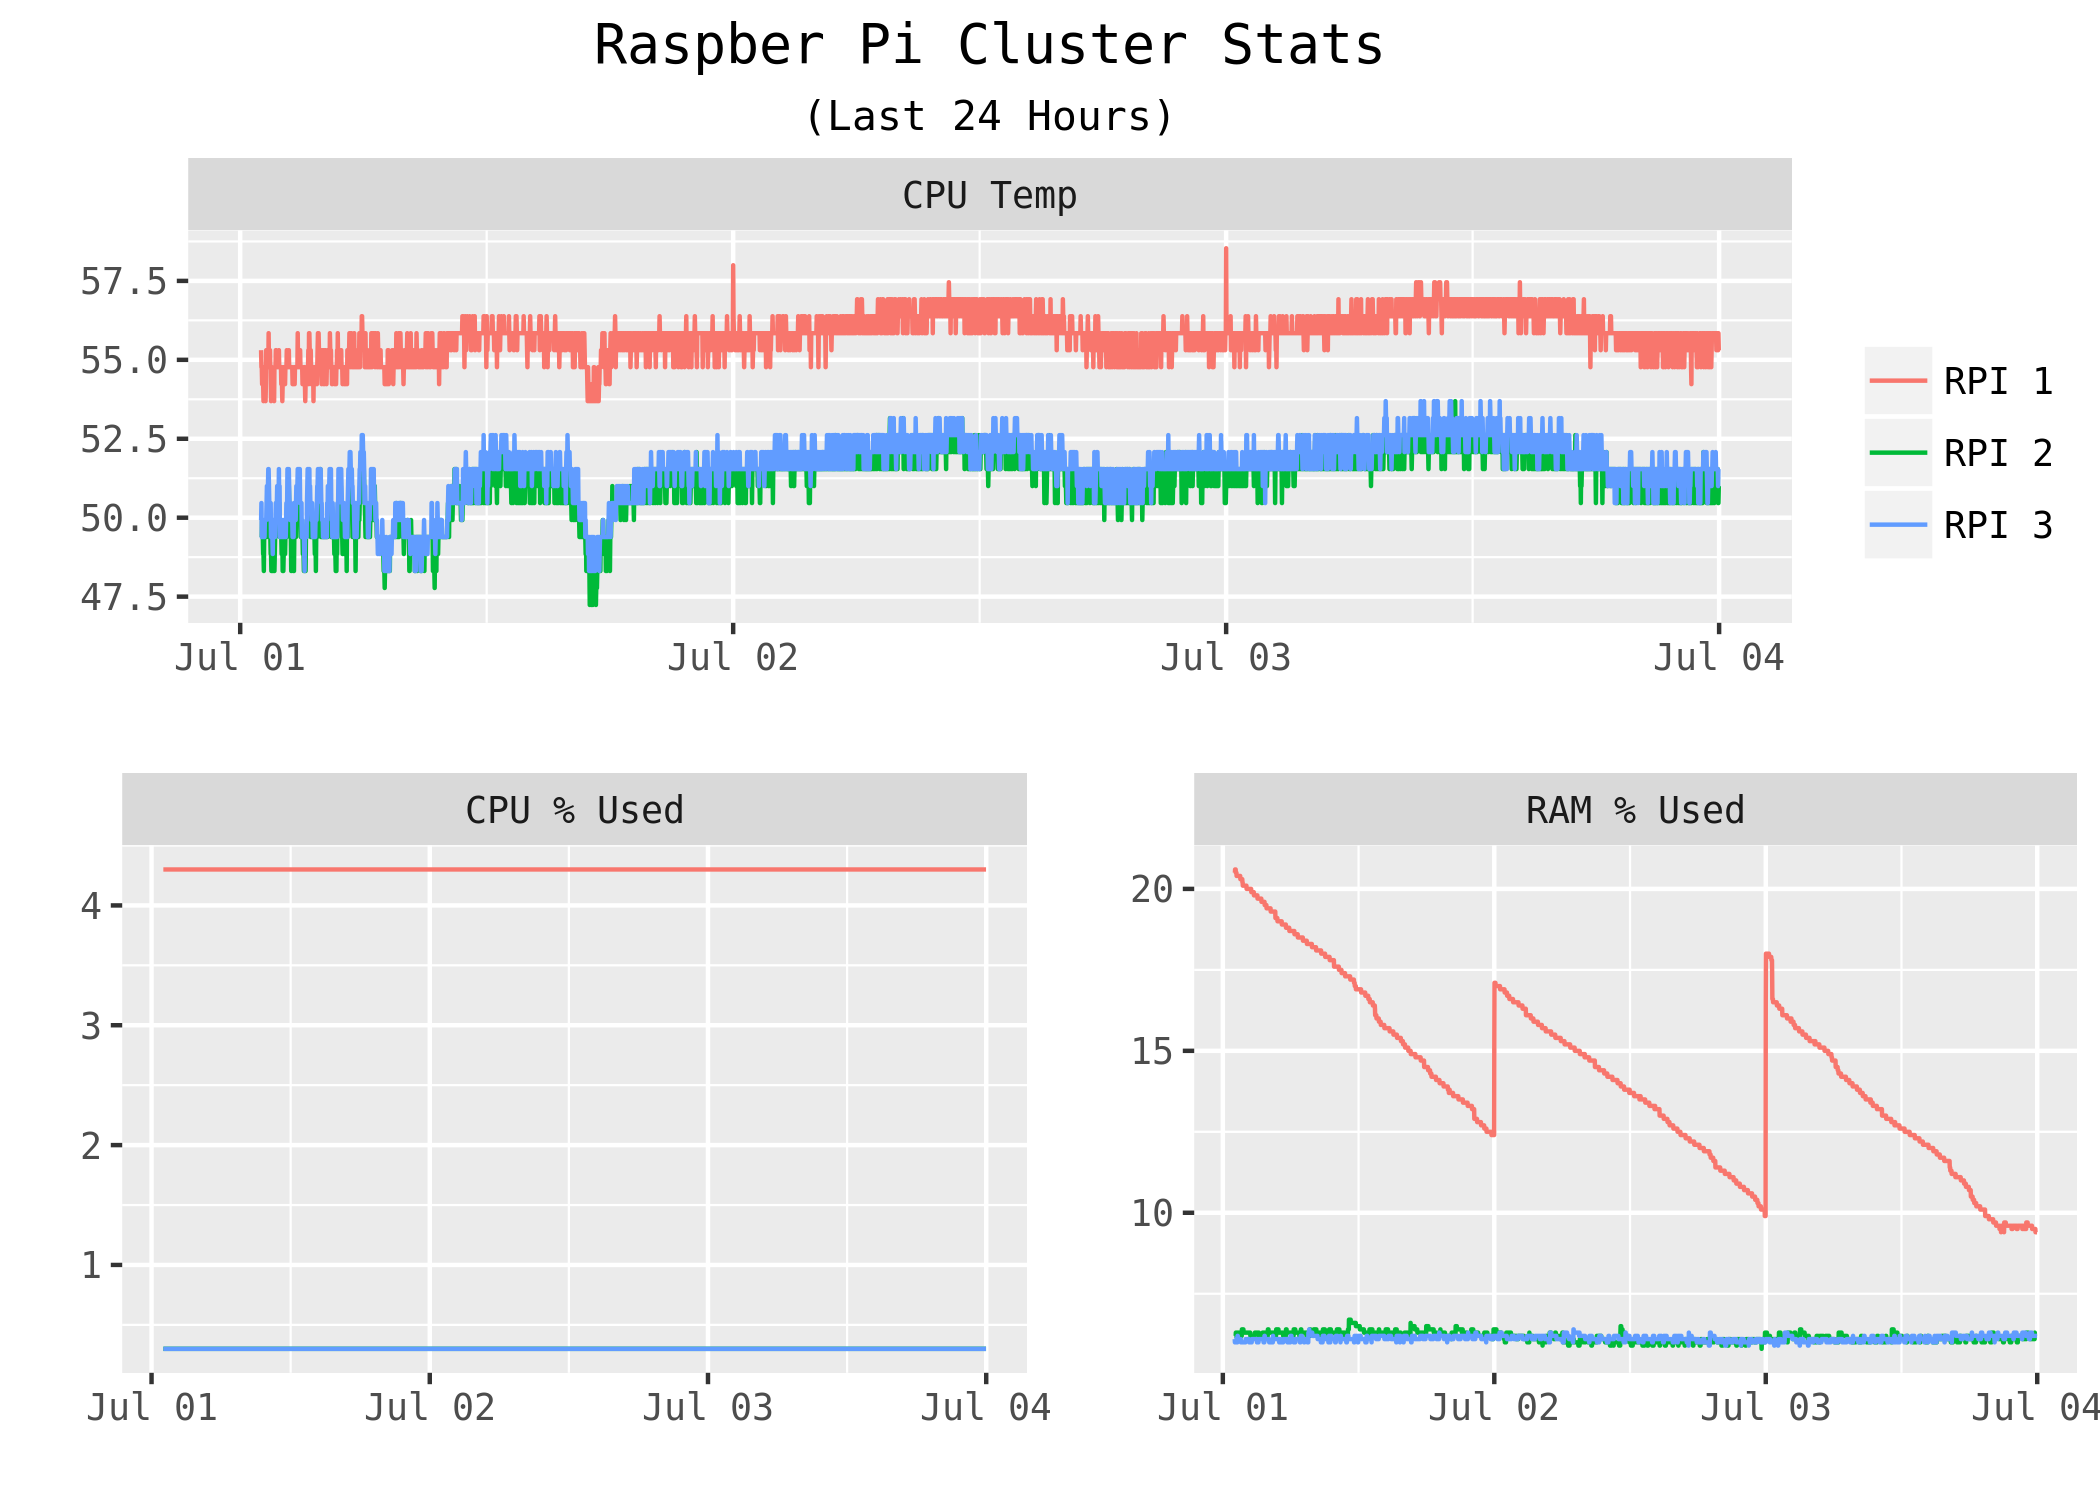 Raspber Pi Cluster Stats
(Last 24 Hours)
CPU Temp
57.5
55.0
52.5
50.0
47.5
Jul 01 Jul 02 Jul 03 Jul 04
RPI 1
RPI 2
RPI 3
CPU % Used
4
3
2
1
Jul 01 Jul 02 Jul 03 Jul 04
RAM % Used
20
15
10
Jul 01 Jul 02 Jul 03 Jul 04